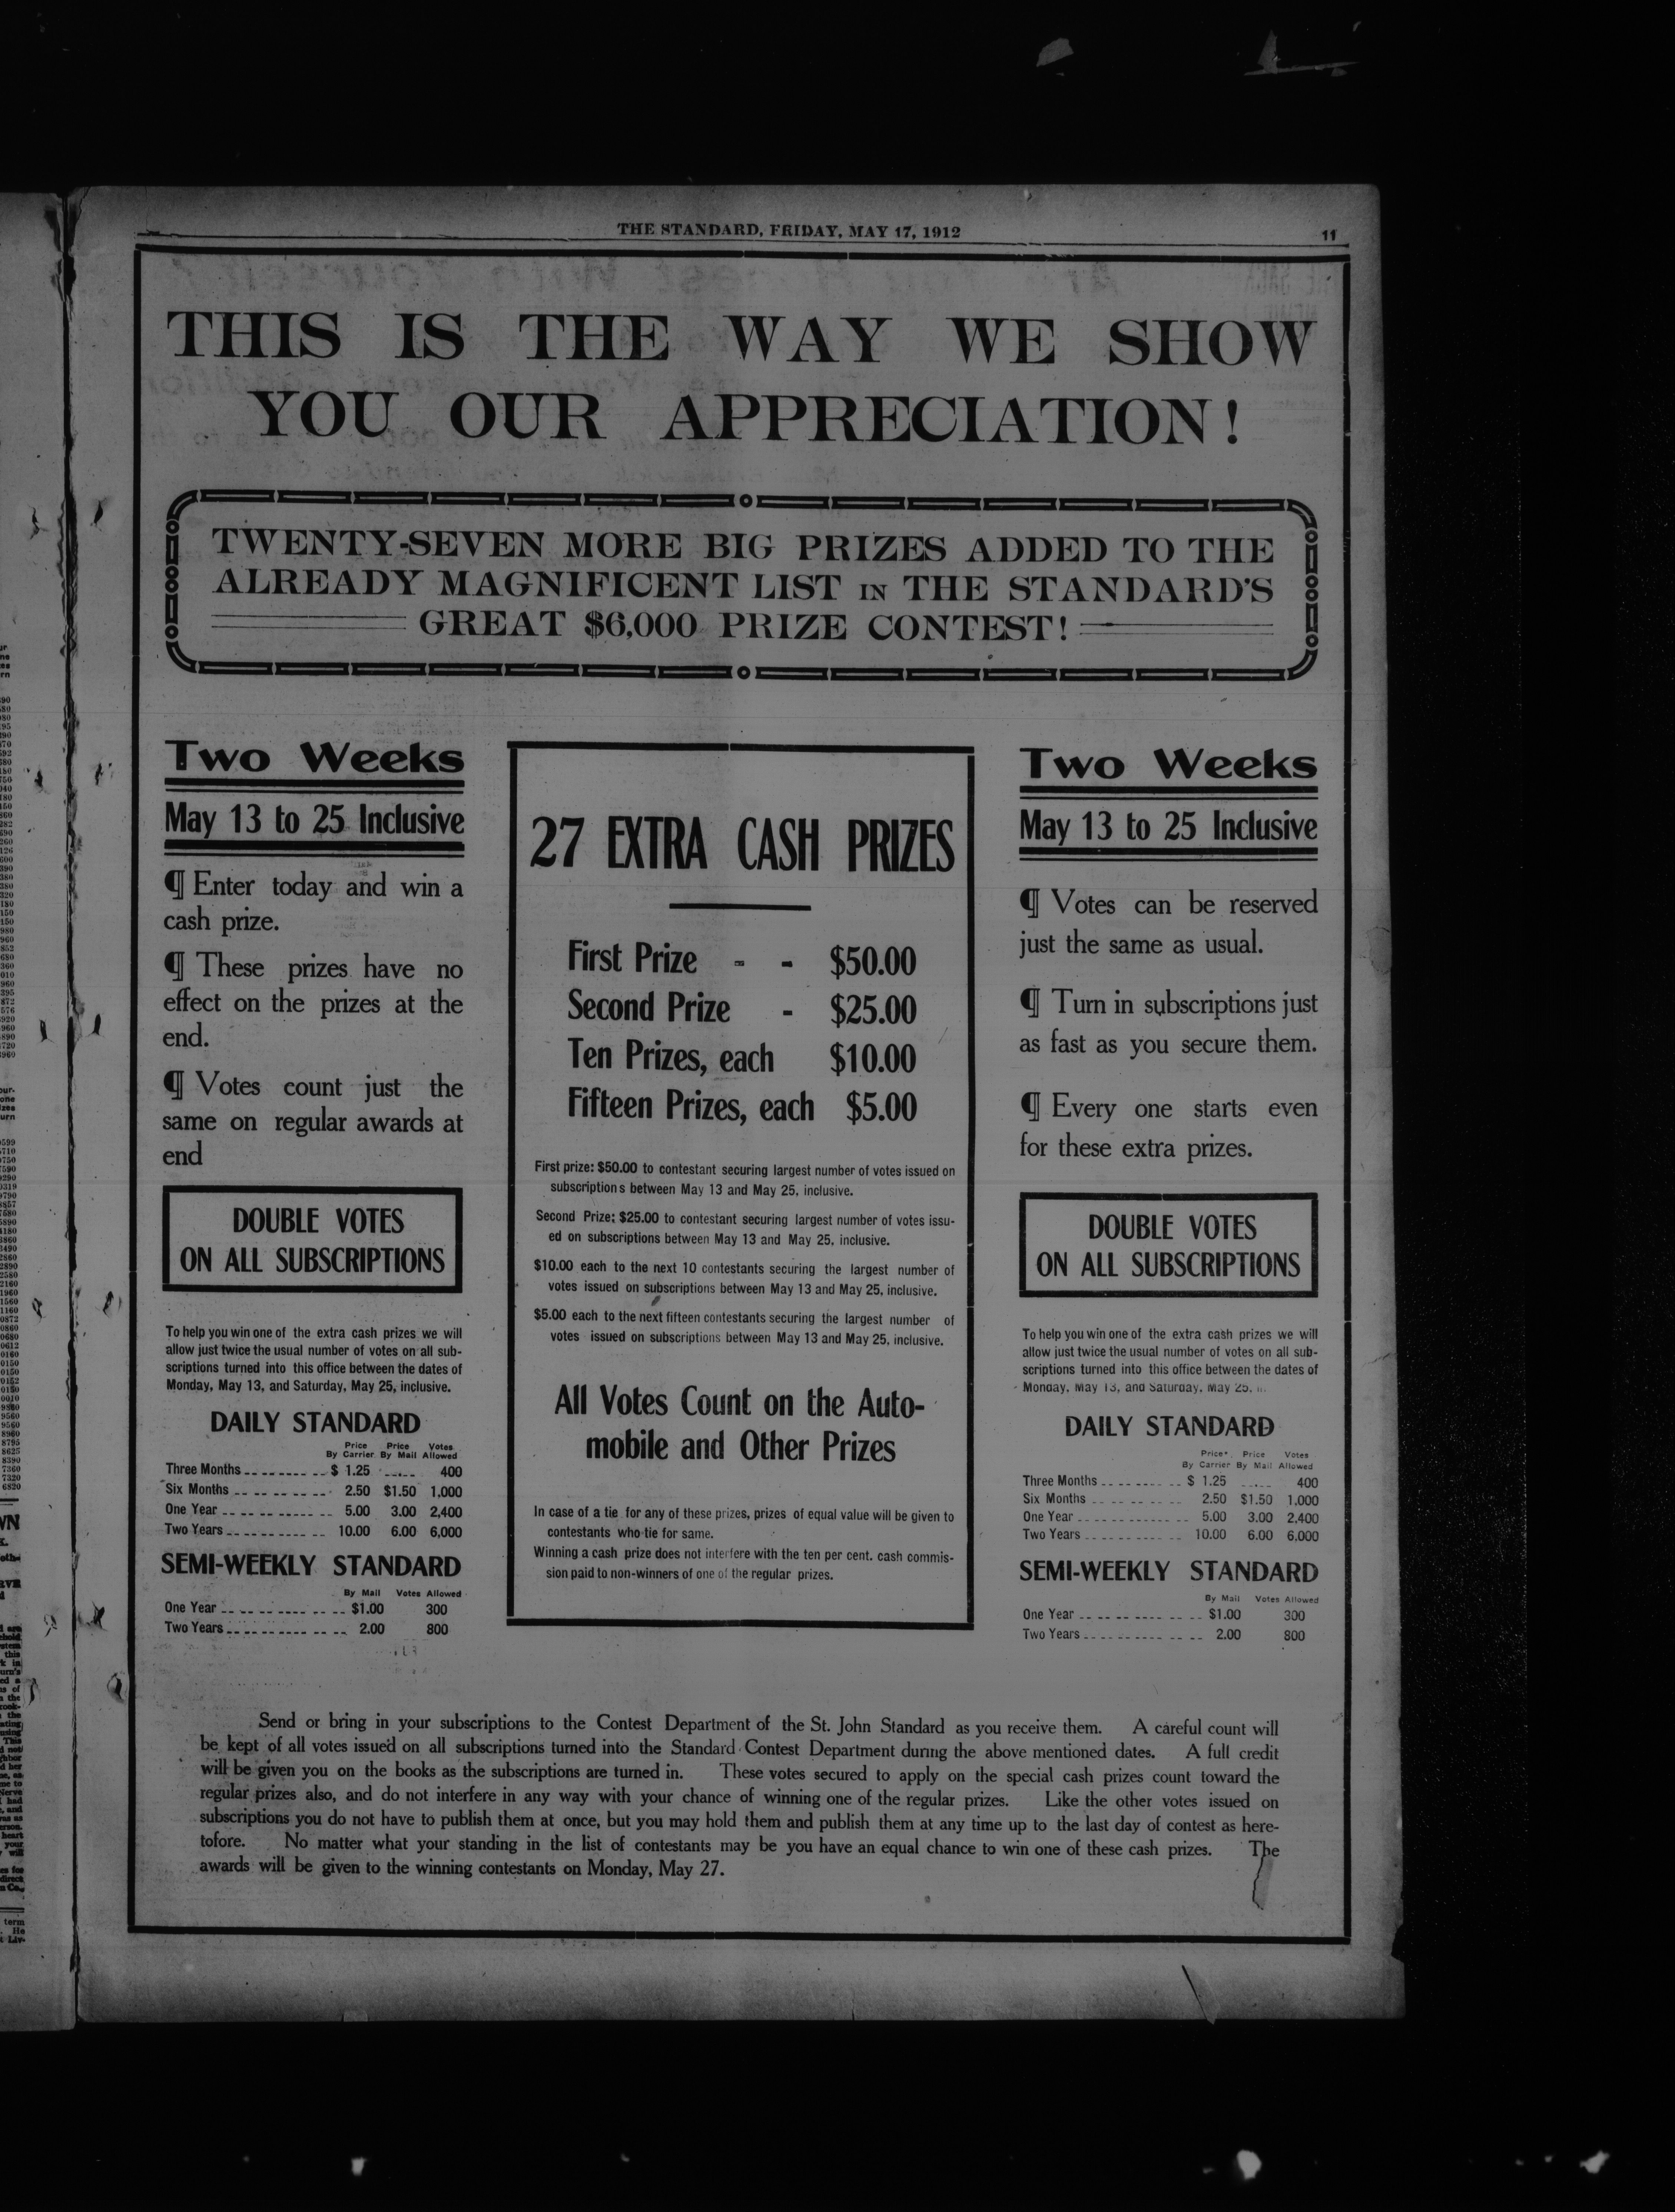 THE STANDARD, FRIDAY, MAY 17, 1912
11
THIS IS THE WAY WE SHOW
YOU OUR APPRECIATION!
TWENTY-SEVEN MORE BIG PRIZES ADDED TO THE
ALREADY MAGNIFICENT LIST IN THE STANDARD'S
GREAT $6,000 PRIZE CONTEST!
Two Weeks
May 13 to 25 Inclusive
¶ Enter today and win a
cash prize.
¶ These prizes have no
effect on the prizes at the
end.
¶ Votes count just the
same on regular awards at
end
DOUBLE VOTES
ON ALL SUBSCRIPTIONS
To help you win one of the extra cash prizes we will
allow just twice the usual number of votes on all sub-
scriptions turned into this office between the dates of
Monday, May 13, and Saturday, May 25, inclusive.
DAILY STANDARD
Price Price Votes
By Carrier By Mail Allowed
Three Months $ 1.25 400
Six Months 2.50 $1.50 1,000
One Year 5.00 3.00 2,400
Two Years 10.00 6.00 6,000
SEMI-WEEKLY STANDARD
By Mail Votes Allowed
One Year $1.00 300
Two Years 2.00 800
27 EXTRA CASH PRIZES
First Prize - - $50.00
Second Prize - $25.00
Ten Prizes, each $10.00
Fifteen Prizes, each $5.00
First prize: $50.00 to contestant securing largest number of votes issued on
subscriptions between May 13 and May 25, inclusive.
Second Prize: $25.00 to contestant securing largest number of votes issu-
ed on subscriptions between May 13 and May 25, inclusive.
$10.00 each to the next 10 contestants securing the largest number of
votes issued on subscriptions between May 13 and May 25, inclusive.
$5.00 each to the next fifteen contestants securing the largest number of
votes issued on subscriptions between May 13 and May 25, inclusive.
All Votes Count on the Auto-
mobile and Other Prizes
In case of a tie for any of these prizes, prizes of equal value will be given to
contestants who tie for same.
Winning a cash prize does not interfere with the ten per cent. cash commis-
sion paid to non-winners of one of the regular prizes.
Two Weeks
May 13 to 25 Inclusive
¶ Votes can be reserved
just the same as usual.
¶ Turn in subscriptions just
as fast as you secure them.
¶ Every one starts even
for these extra prizes.
DOUBLE VOTES
ON ALL SUBSCRIPTIONS
To help you win one of the extra cash prizes we will
allow just twice the usual number of votes on all sub-
scriptions turned into this office between the dates of
Monday, May 13, and Saturday, May 25,
DAILY STANDARD
Price Price Votes
By Carrier By Mail Allowed
Three Months $ 1.25 400
Six Months 2.50 $1.50 1.000
One Year 5.00 3.00 2,400
Two Years 10.00 6.00 6,000
SEMI-WEEKLY STANDARD
By Mail Votes Allowed
One Year $1.00 300
Two Years 2.00 800
Send or bring in your subscriptions to the Contest Department of the St. John Standard as you receive them. A careful count will
be kept of all votes issued on all subscriptions turned into the Standard Contest Department during the above mentioned dates. A full credit
will be given you on the books as the subscriptions are turned in. These votes secured to apply on the special cash prizes count toward the
regular prizes also, and do not interfere in any way with your chance of winning one of the regular prizes. Like the other votes issued on
subscriptions you do not have to publish them at once, but you may hold them and publish them at any time up to the last day of contest as here-
tofore. No matter what your standing in the list of contestants may be you have an equal chance to win one of these cash prizes. The
awards will be given to the winning contestants on Monday, May 27.